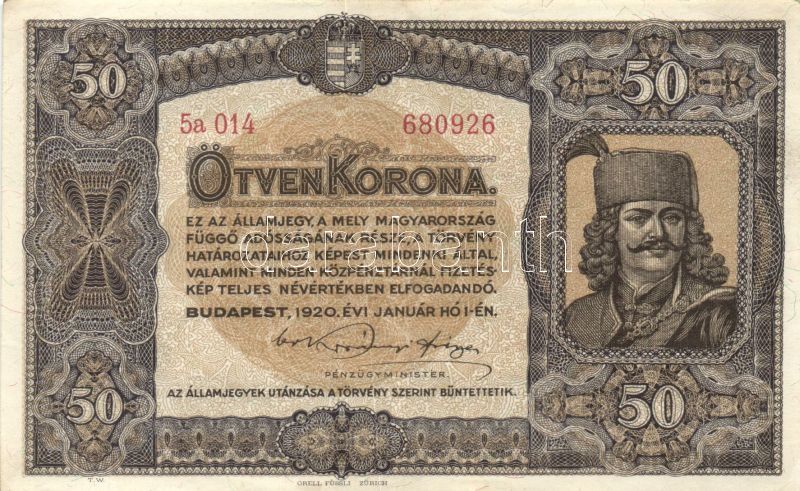 50 50
5a 014 680926
ÖTVEN KORONA.
EZ AZ ÁLLAMJEGY, A MELY MAGYARORSZÁG
FÜGGŐ ADÓSSÁGÁNAK RÉSZE, A TÖRVÉNY
HATÁROZATAIHOZ KÉPEST MINDENKI ÁLTAL,
VALAMINT MINDEN KÖZPÉNZTÁRNÁL FIZETÉS-
KÉP TELJES NÉVÉRTÉKBEN ELFOGADANDÓ.
BUDAPEST, 1920. ÉVI JANUÁR HÓ 1-ÉN.
PÉNZÜGYMINISTER.
AZ ÁLLAMJEGYEK UTÁNZÁSA A TÖRVÉNY SZERINT BÜNTETTETIK.
50 50
T.W. ORELL FÜSSLI ZÜRICH
darabanth